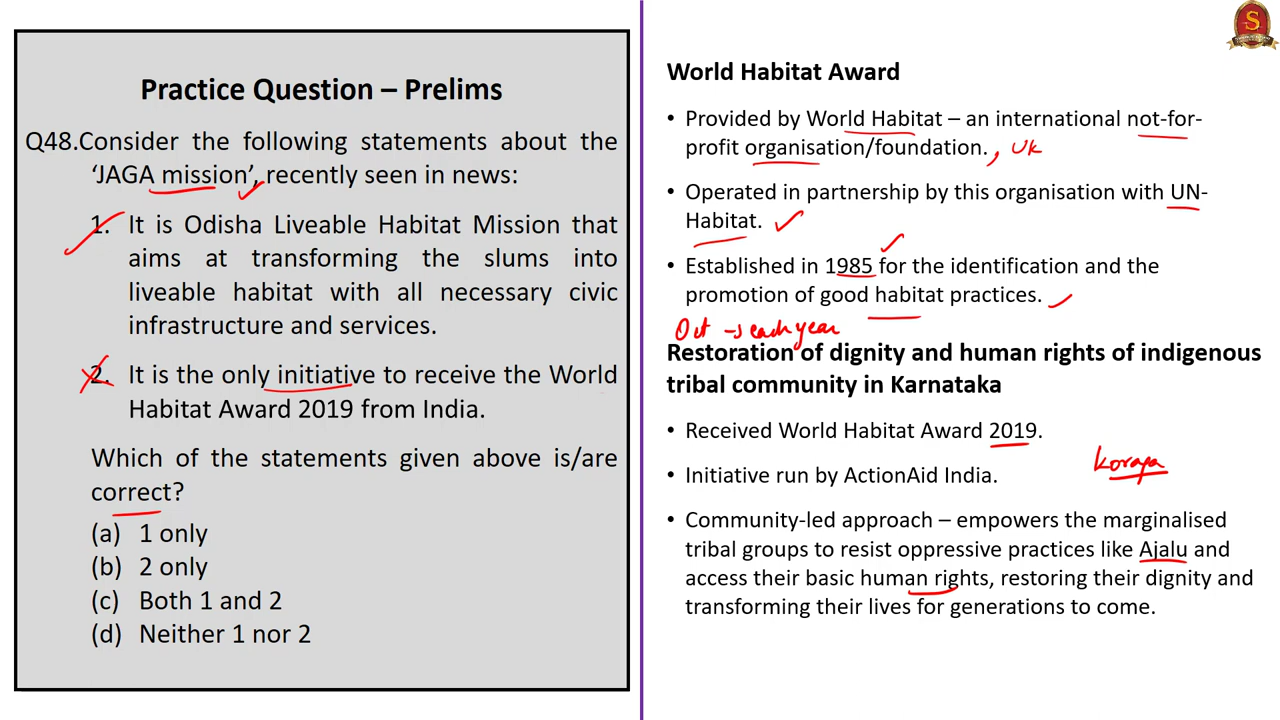 Practice Question – Prelims
Q48.Consider the following statements about the
‘JAGA mission’, recently seen in news:
1. It is Odisha Liveable Habitat Mission that
aims at transforming the slums into
liveable habitat with all necessary civic
infrastructure and services.
2. It is the only initiative to receive the World
Habitat Award 2019 from India.
Which of the statements given above is/are
correct?
(a) 1 only
(b) 2 only
(c) Both 1 and 2
(d) Neither 1 nor 2
S
World Habitat Award
• Provided by World Habitat – an international not-for-
profit organisation/foundation. , UK
• Operated in partnership by this organisation with UN-
Habitat.
• Established in 1985 for the identification and the
promotion of good habitat practices.
Oct → each year
Restoration of dignity and human rights of indigenous
tribal community in Karnataka
• Received World Habitat Award 2019.
Koraga
• Initiative run by ActionAid India.
• Community-led approach – empowers the marginalised
tribal groups to resist oppressive practices like Ajalu and
access their basic human rights, restoring their dignity and
transforming their lives for generations to come.